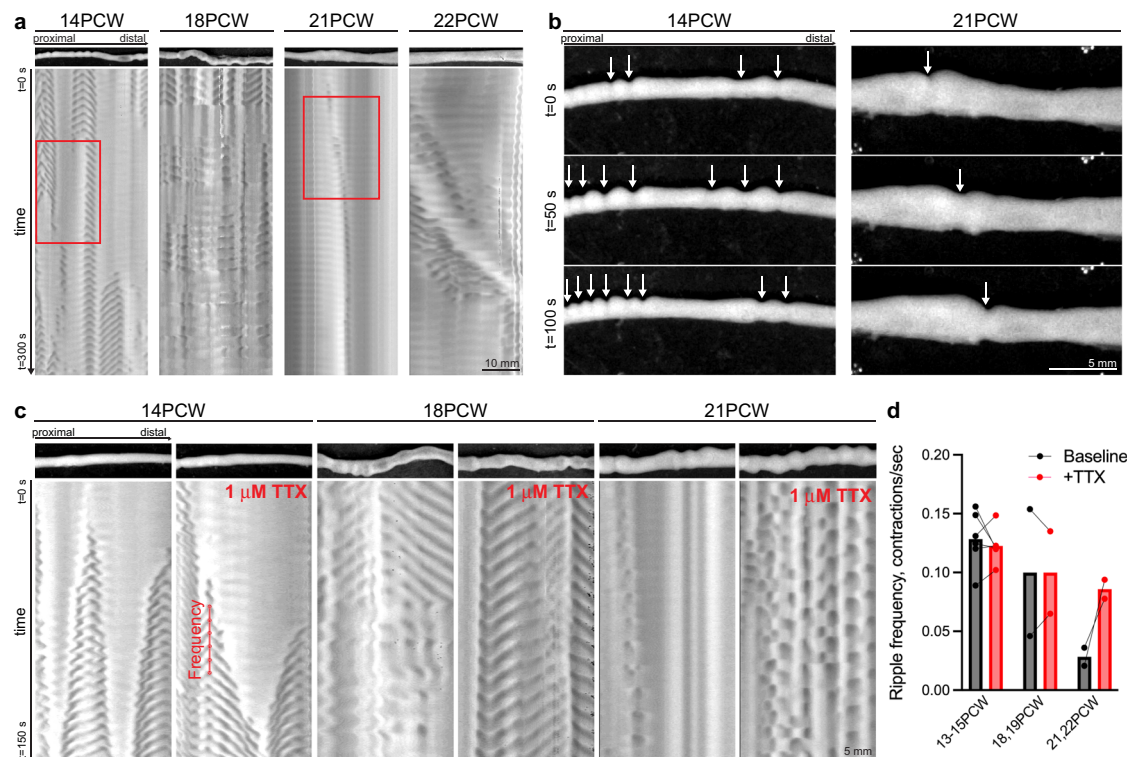 a
14PCW 18PCW 21PCW 22PCW
proximal distal
t=0 s
time
t=300 s
10 mm
b
14PCW 21PCW
proximal distal
t=0s
t=50s
t=100s
5 mm
c
14PCW 18PCW 21PCW
proximal distal
1 μM TTX 1 μM TTX 1 μM TTX
t=0 s
time
t=150 s
Frequency
5 mm
d
Baseline
+TTX
Ripple frequency, contractions/sec
0.20
0.15
0.10
0.05
0.00
13-15PCW
18,19PCW
21,22PCW